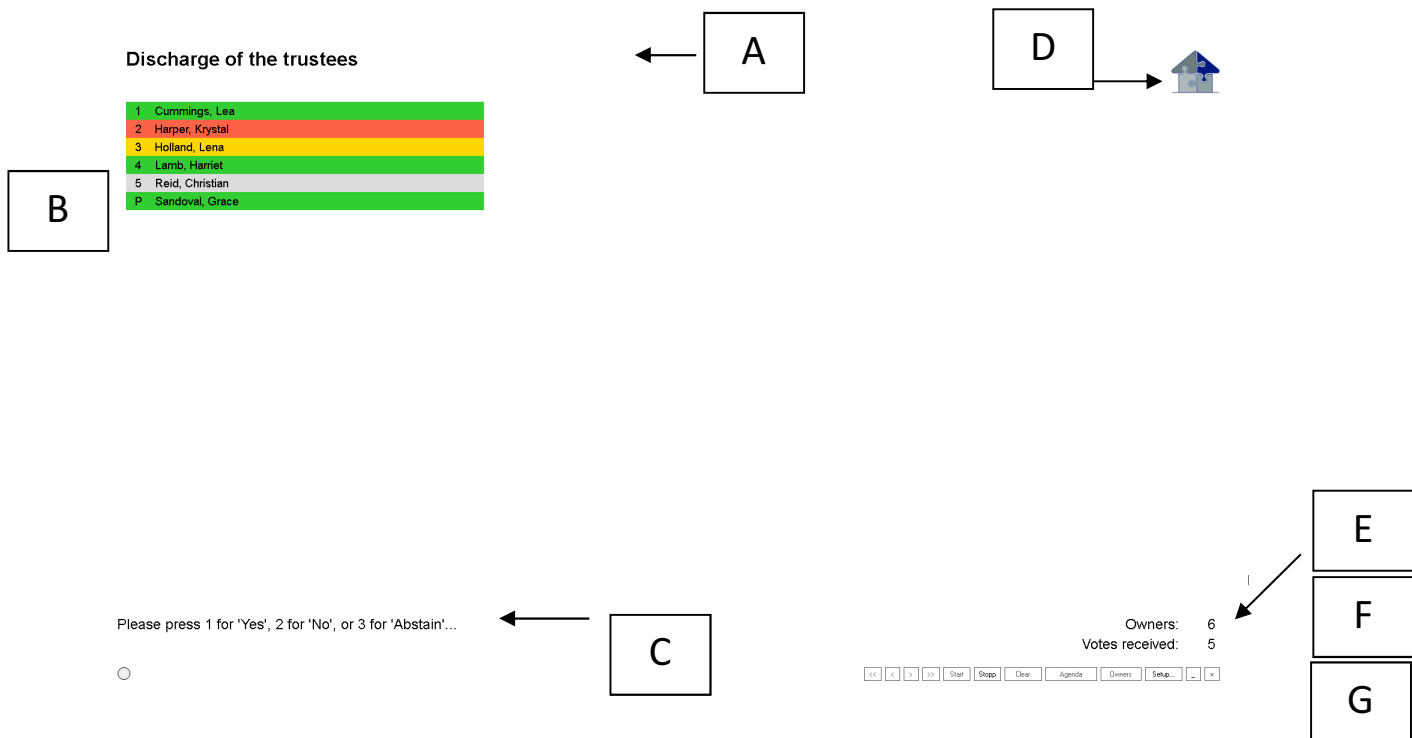 A
D
Discharge of the trustees
1 Cummings, Lea
2 Harper, Krystal
3 Holland, Lena
4 Lamb, Harriet
5 Reid, Christian
P Sandoval, Grace
B
E
F
Please press 1 for 'Yes', 2 for 'No', or 3 for 'Abstain'...
C
Owners: 6
Votes received: 5
<< < > >> Start Stopp Clear Agenda Owners Setup... _ ×
G